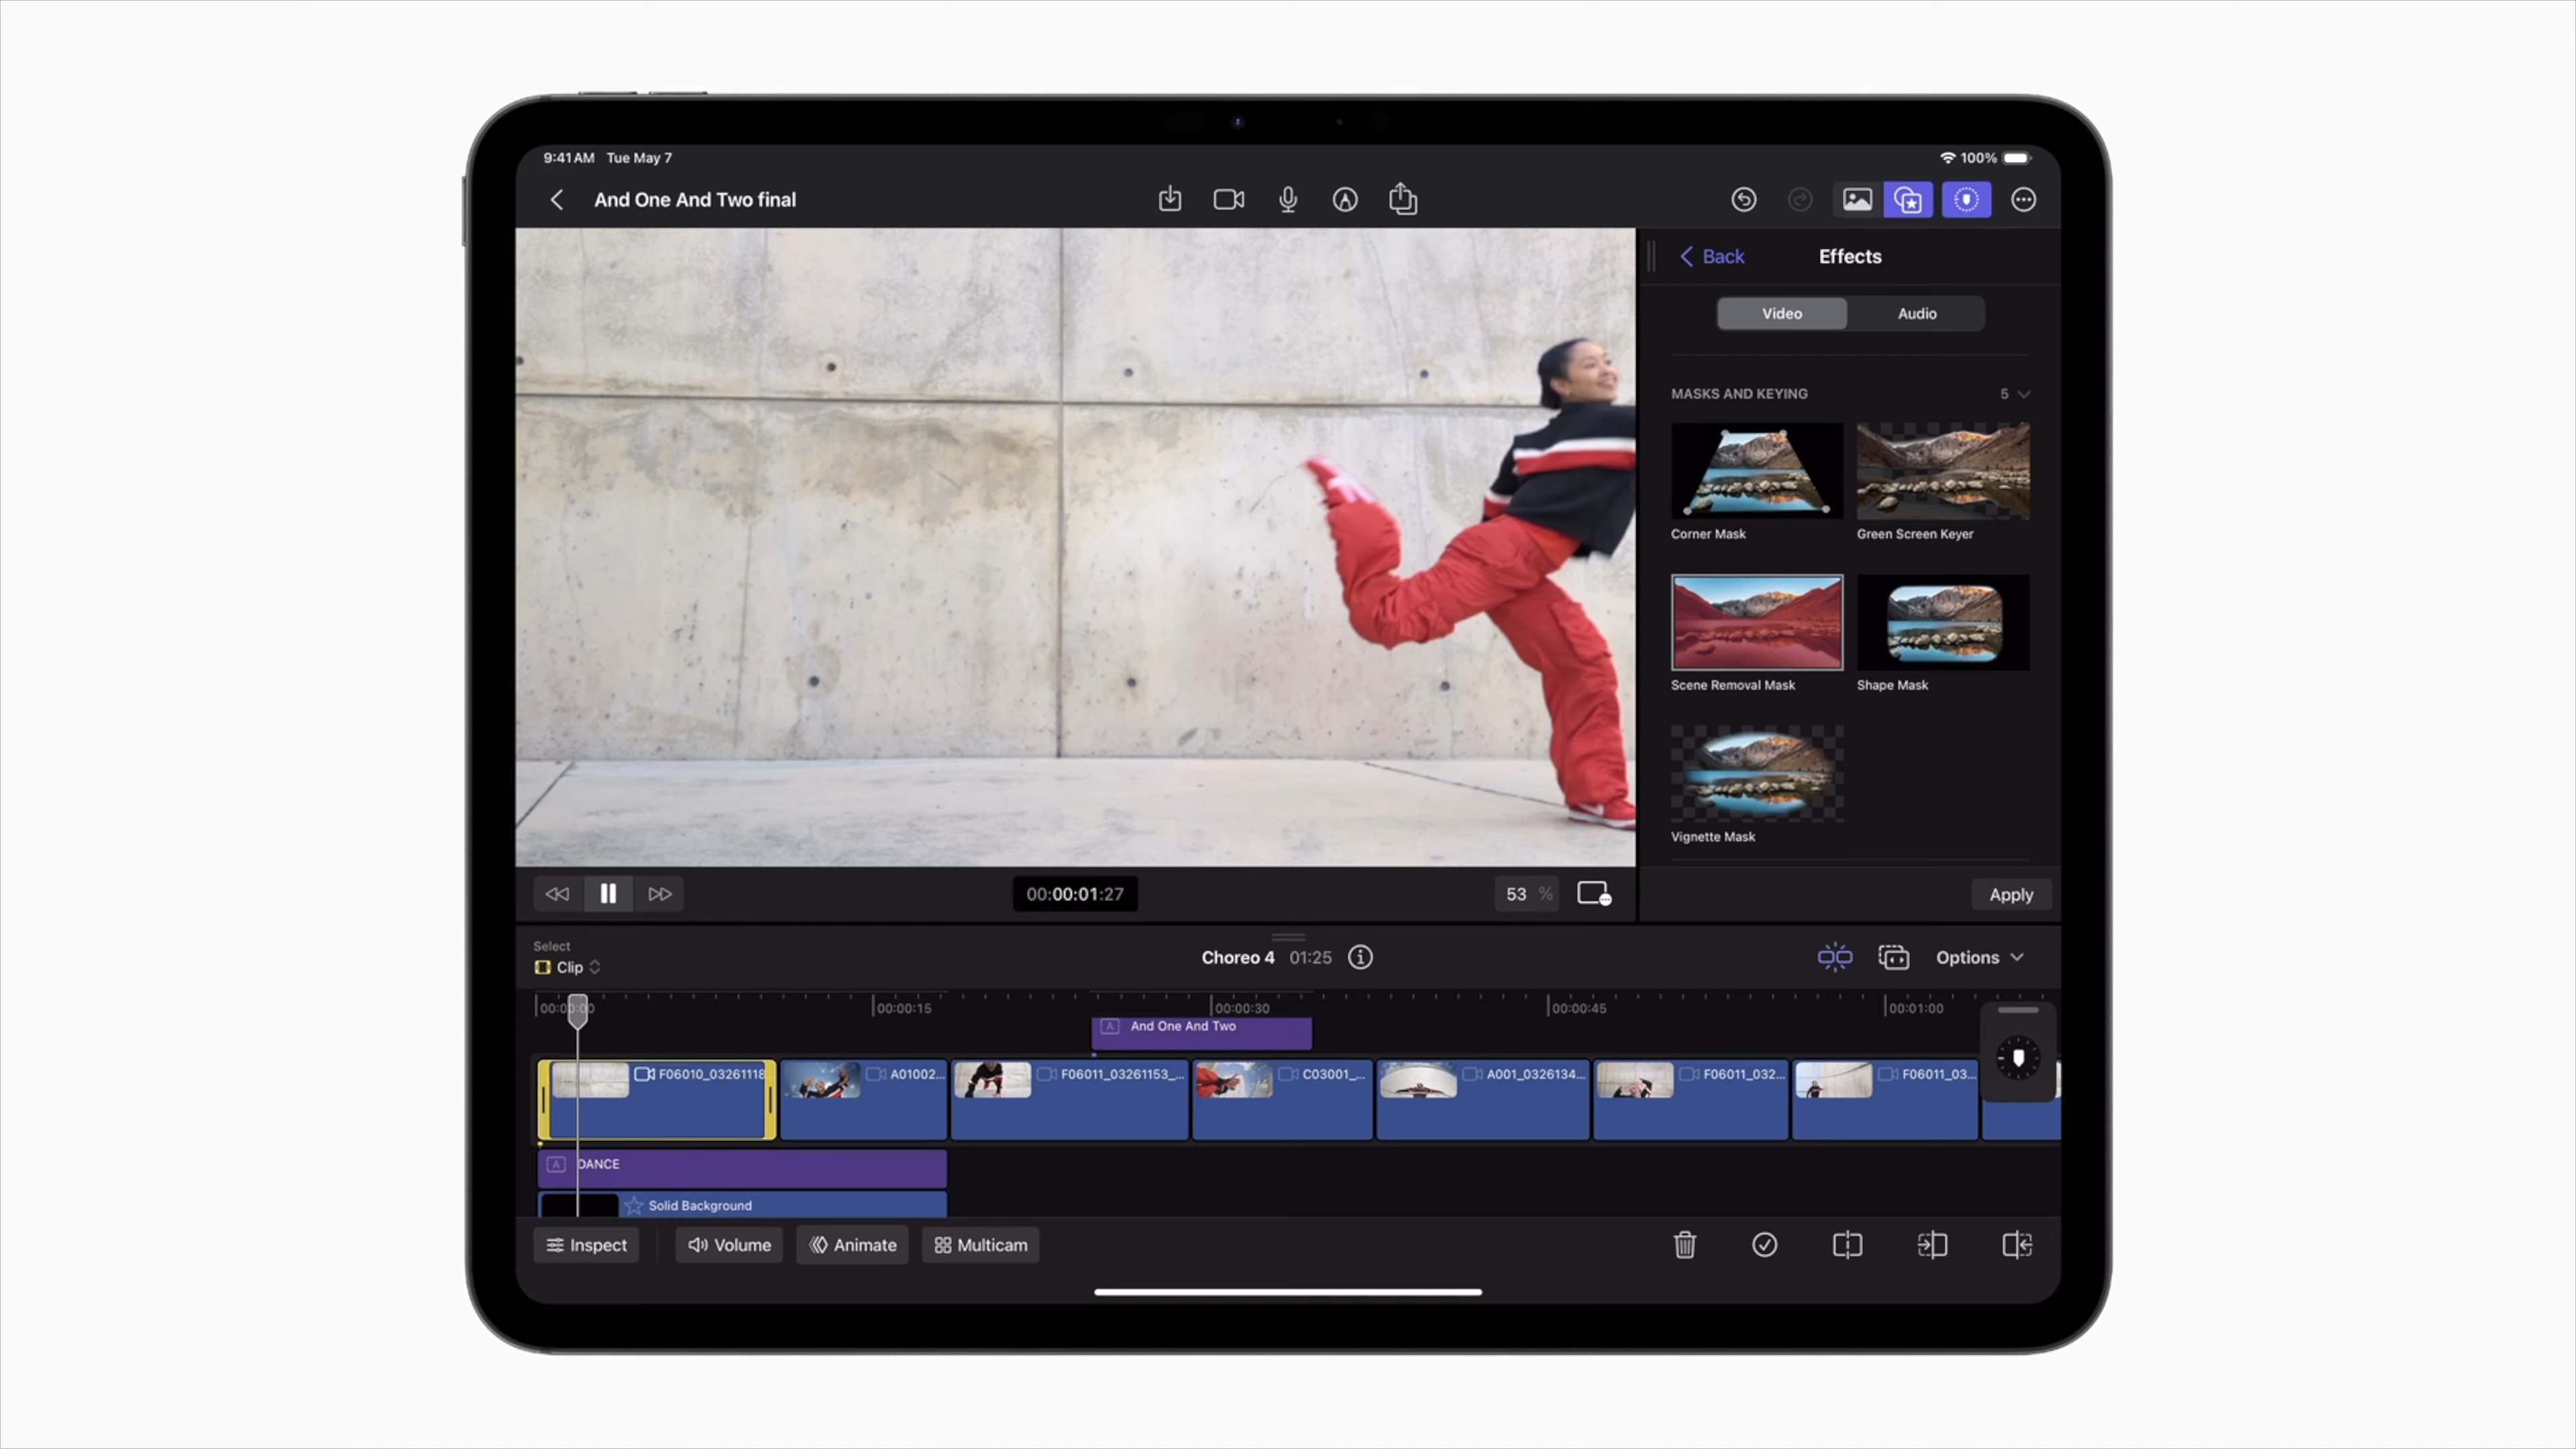 9:41 AM Tue May 7
100%
And One And Two final
Back
Effects
Video
Audio
MASKS AND KEYING
5
Corner Mask
Green Screen Keyer
Scene Removal Mask
Shape Mask
Vignette Mask
00:00:01:27
53 %
Apply
Select
Clip
Choreo 4 01:25
Options
00:00:00
00:00:15
00:00:30
00:00:45
00:01:00
A And One And Two
F06010_03261118
A01002...
F06011_03261153_...
C03001_...
A001_0326134...
F06011_032...
F06011_03...
A DANCE
Solid Background
Inspect
Volume
Animate
Multicam